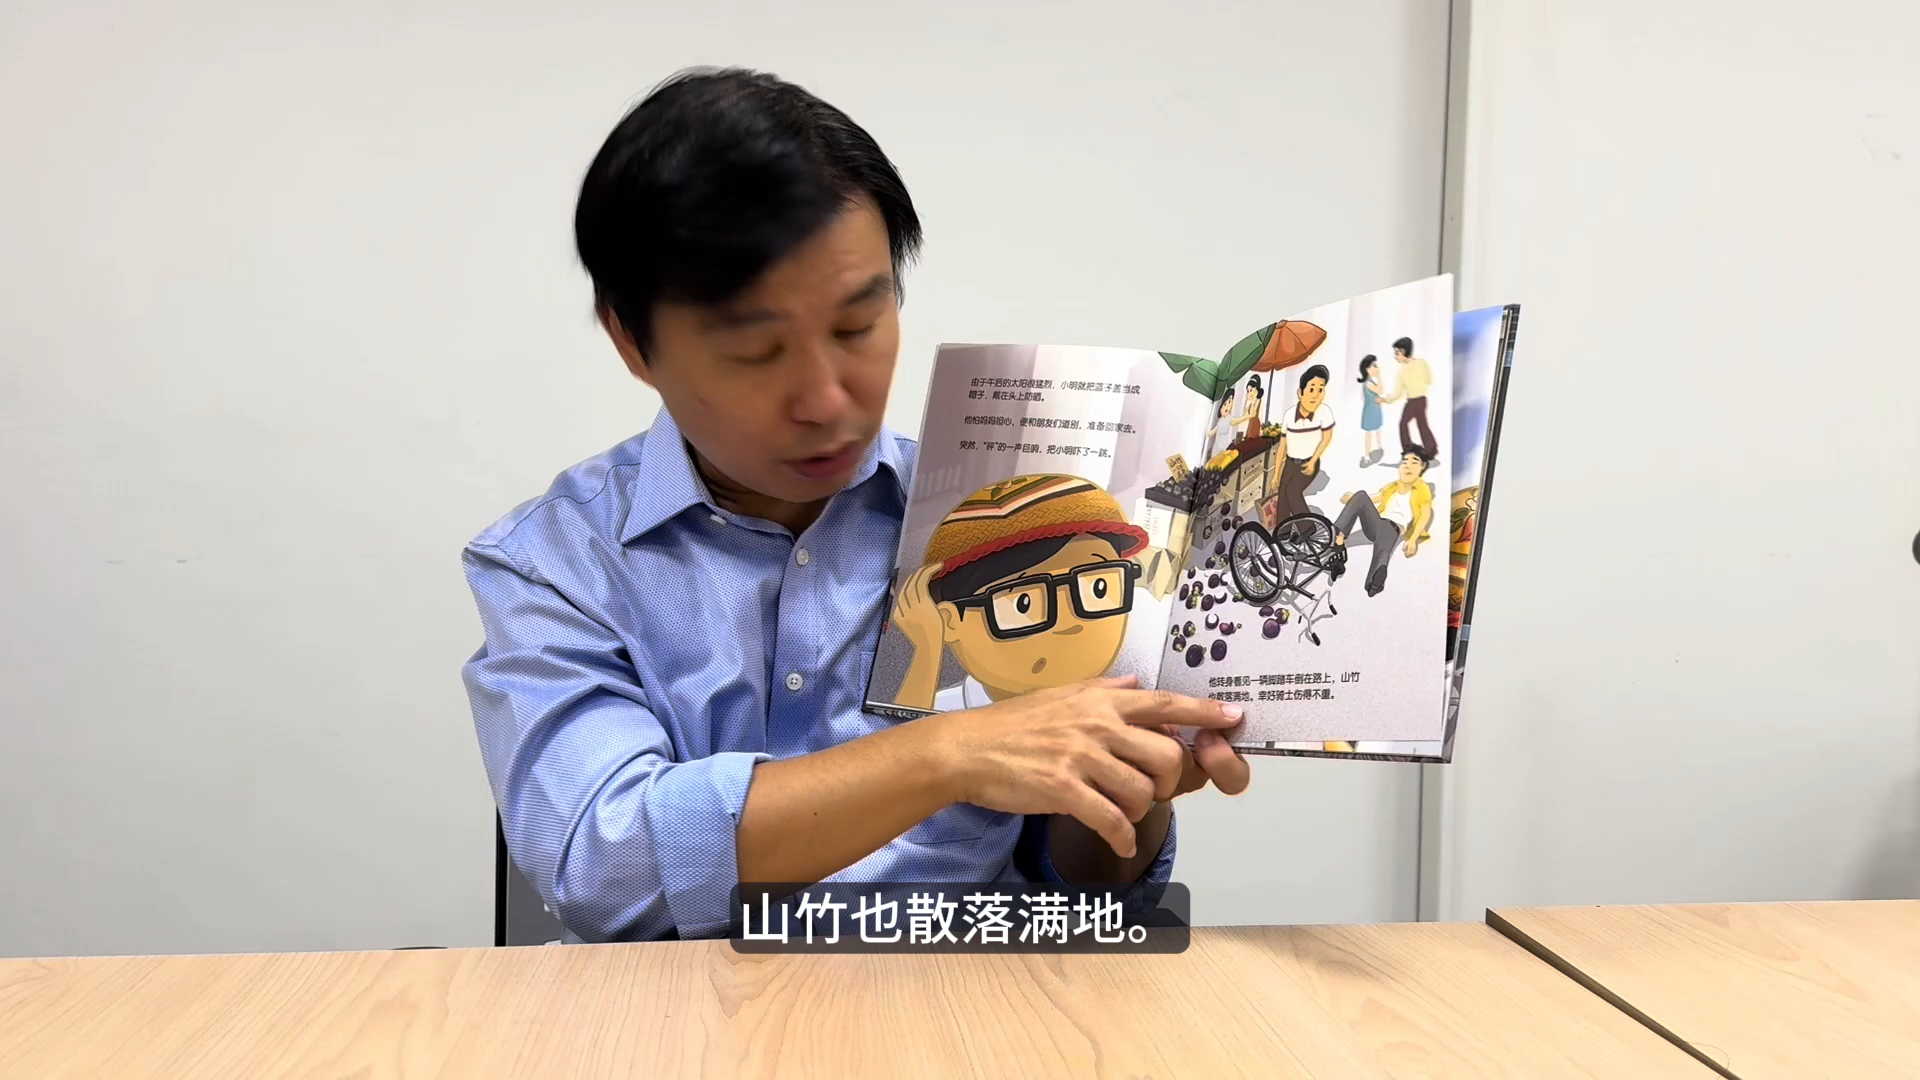 由于午后的太阳很猛烈，小明就把篮子盖当成
帽子，戴在头上防晒。
他怕妈妈担心，便和朋友们道别，准备回家去。
突然，“砰”的一声巨响，把小明吓了一跳。
他转身看见一辆脚踏车倒在路上，山竹
也散落满地。幸好骑士伤得不重。
山竹也散落满地。